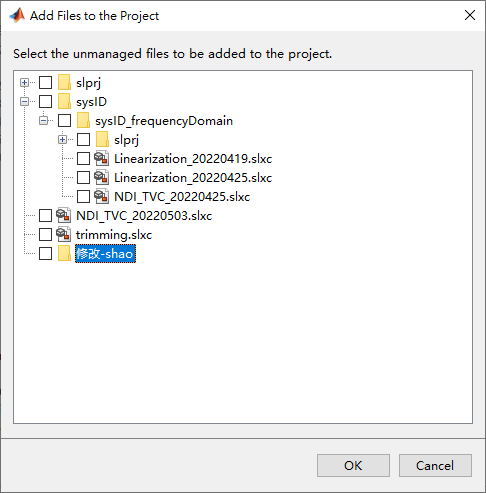 Add Files to the Project
Select the unmanaged files to be added to the project.
slprj
sysID
sysID_frequencyDomain
slprj
Linearization_20220419.slxc
Linearization_20220425.slxc
NDI_TVC_20220425.slxc
NDI_TVC_20220503.slxc
trimming.slxc
修改-shao
OK
Cancel